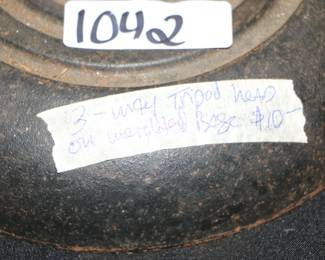 1042
3-way Tripod head
on weighted Base $10-